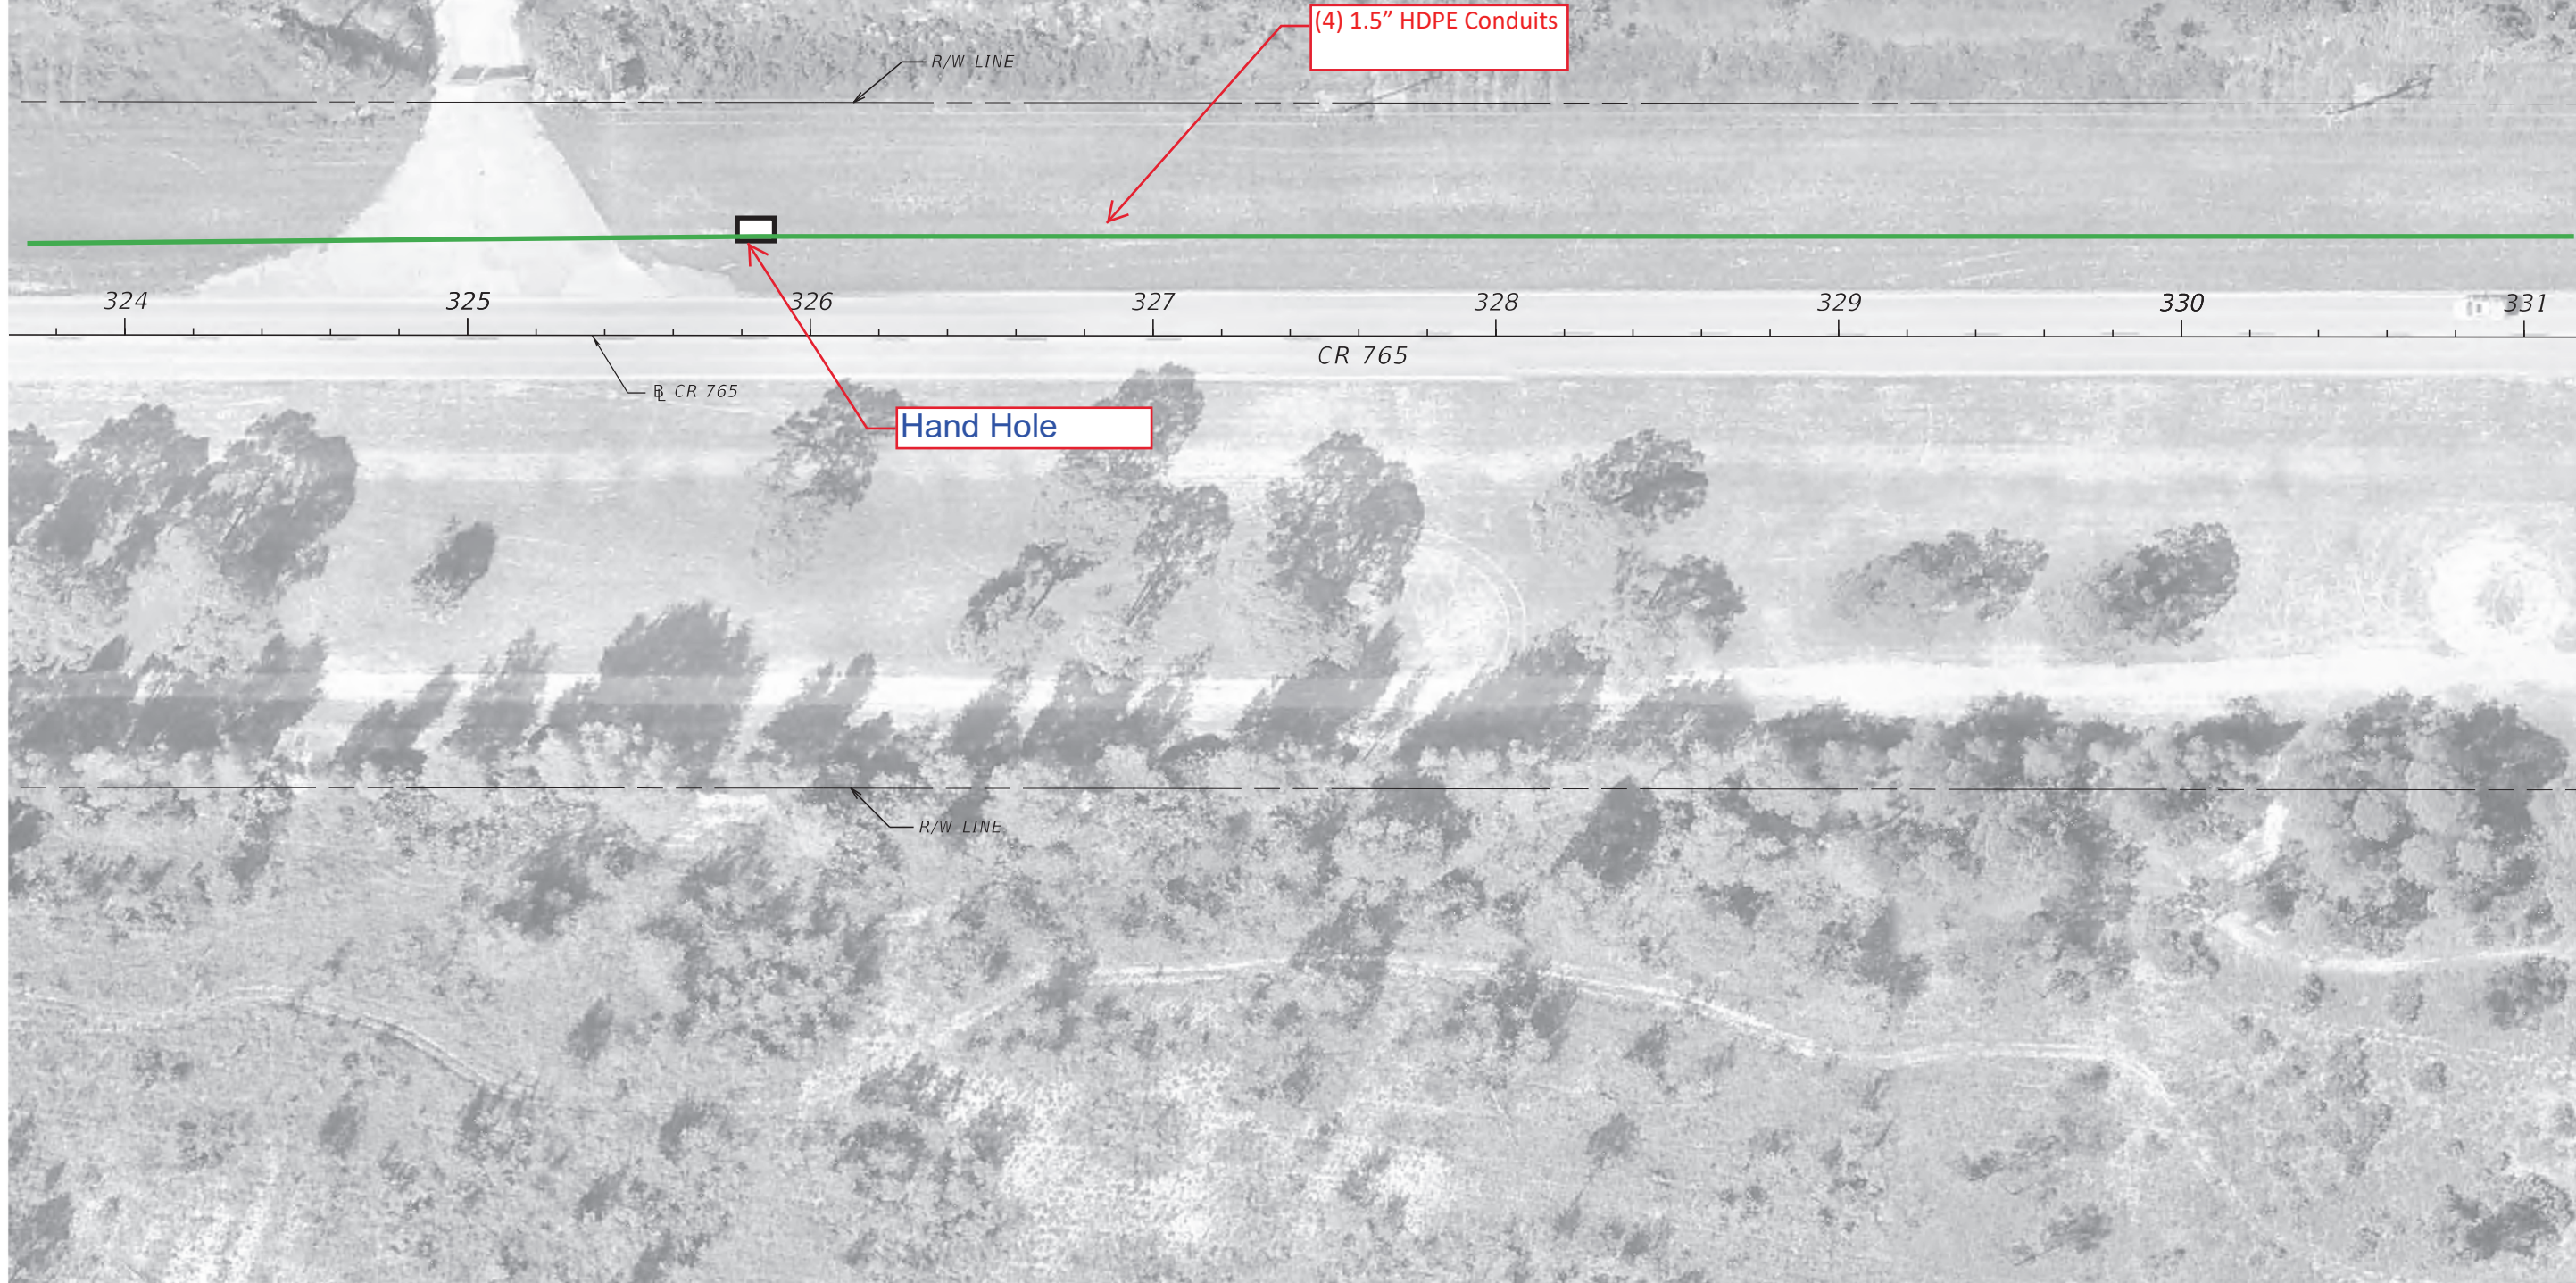 (4) 1.5” HDPE Conduits
R/W LINE
324
325
326
327
328
329
330
331
CR 765
BL CR 765
Hand Hole
R/W LINE